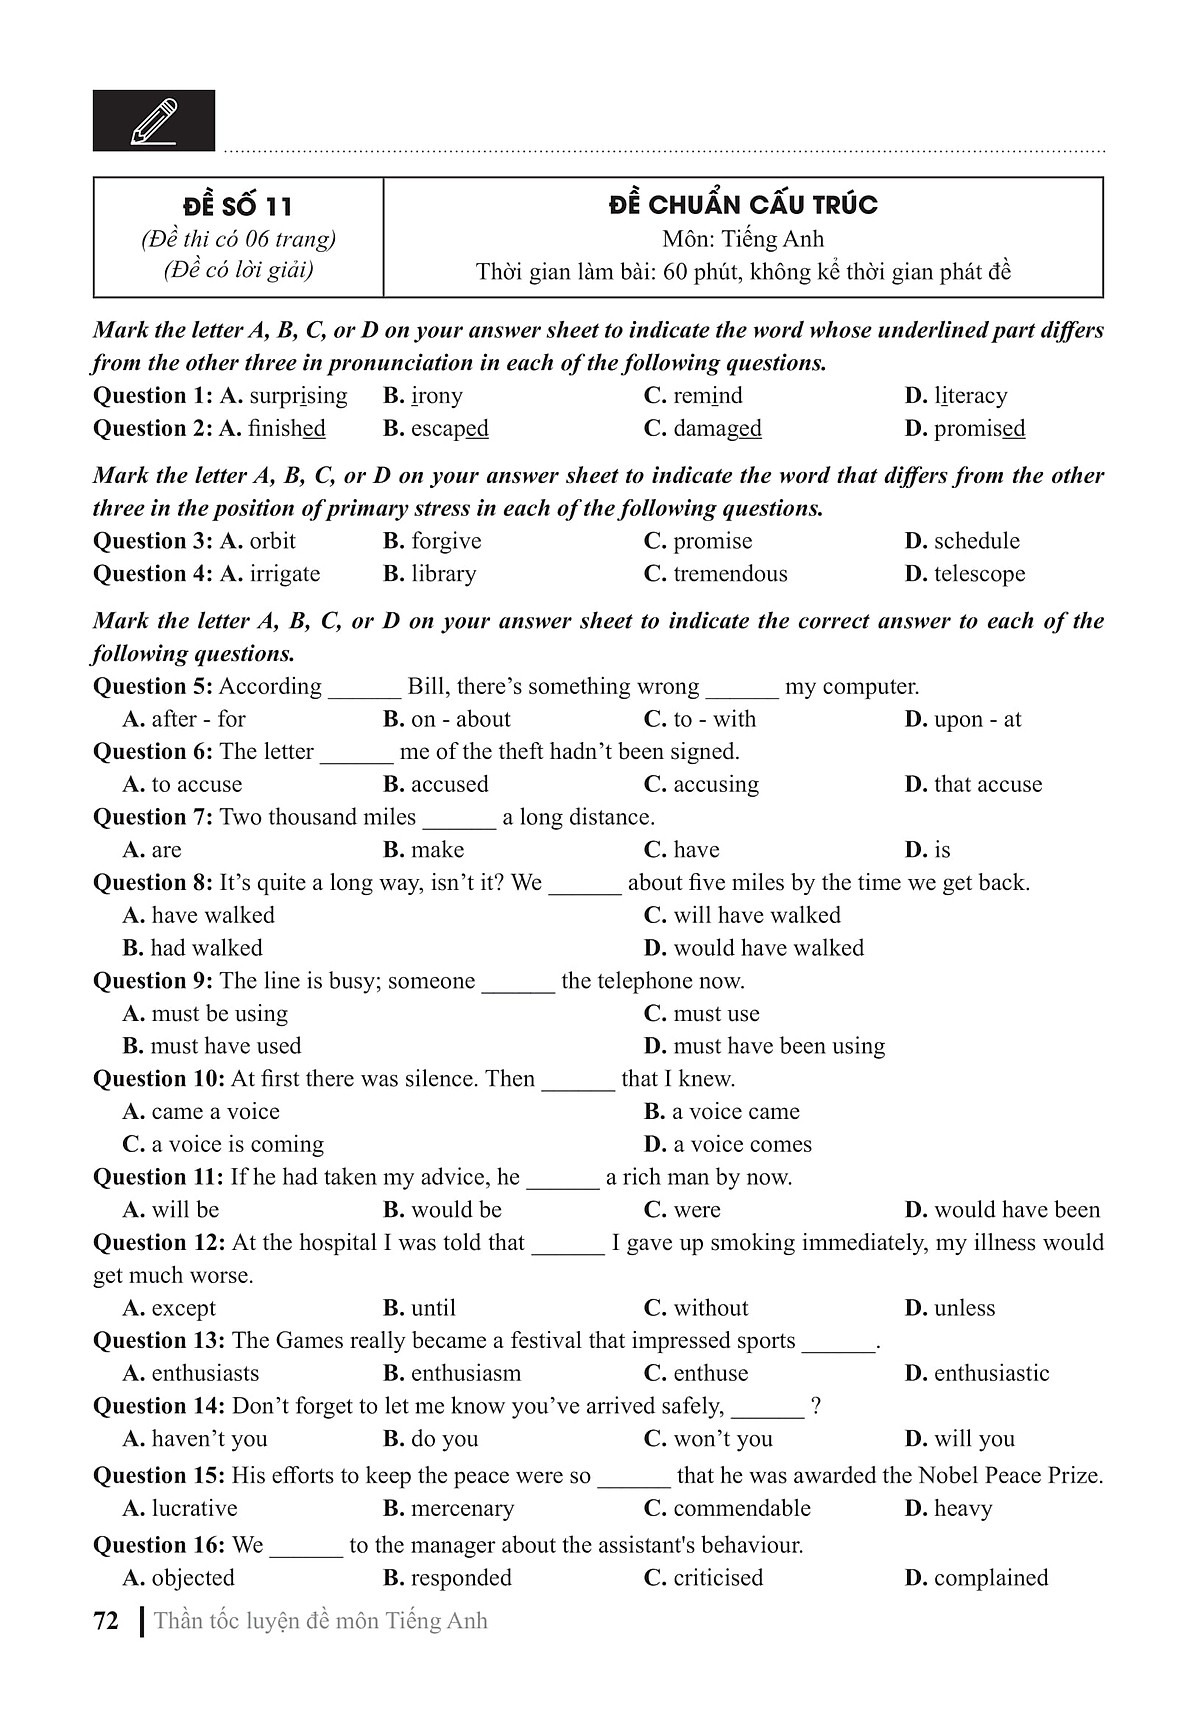 ĐỀ SỐ 11
(Đề thi có 06 trang)
(Đề có lời giải)
ĐỀ CHUẨN CẤU TRÚC
Môn: Tiếng Anh
Thời gian làm bài: 60 phút, không kể thời gian phát đề
Mark the letter A, B, C, or D on your answer sheet to indicate the word whose underlined part differs
from the other three in pronunciation in each of the following questions.
Question 1: A. surprising B. irony C. remind D. literacy
Question 2: A. finished B. escaped C. damaged D. promised
Mark the letter A, B, C, or D on your answer sheet to indicate the word that differs from the other
three in the position of primary stress in each of the following questions.
Question 3: A. orbit B. forgive C. promise D. schedule
Question 4: A. irrigate B. library C. tremendous D. telescope
Mark the letter A, B, C, or D on your answer sheet to indicate the correct answer to each of the
following questions.
Question 5: According ______ Bill, there’s something wrong ______ my computer.
A. after - for B. on - about C. to - with D. upon - at
Question 6: The letter ______ me of the theft hadn’t been signed.
A. to accuse B. accused C. accusing D. that accuse
Question 7: Two thousand miles ______ a long distance.
A. are B. make C. have D. is
Question 8: It’s quite a long way, isn’t it? We ______ about five miles by the time we get back.
A. have walked C. will have walked
B. had walked D. would have walked
Question 9: The line is busy; someone ______ the telephone now.
A. must be using C. must use
B. must have used D. must have been using
Question 10: At first there was silence. Then ______ that I knew.
A. came a voice B. a voice came
C. a voice is coming D. a voice comes
Question 11: If he had taken my advice, he ______ a rich man by now.
A. will be B. would be C. were D. would have been
Question 12: At the hospital I was told that ______ I gave up smoking immediately, my illness would
get much worse.
A. except B. until C. without D. unless
Question 13: The Games really became a festival that impressed sports ______.
A. enthusiasts B. enthusiasm C. enthuse D. enthusiastic
Question 14: Don’t forget to let me know you’ve arrived safely, ______ ?
A. haven’t you B. do you C. won’t you D. will you
Question 15: His efforts to keep the peace were so ______ that he was awarded the Nobel Peace Prize.
A. lucrative B. mercenary C. commendable D. heavy
Question 16: We ______ to the manager about the assistant's behaviour.
A. objected B. responded C. criticised D. complained
72 Thần tốc luyện đề môn Tiếng Anh